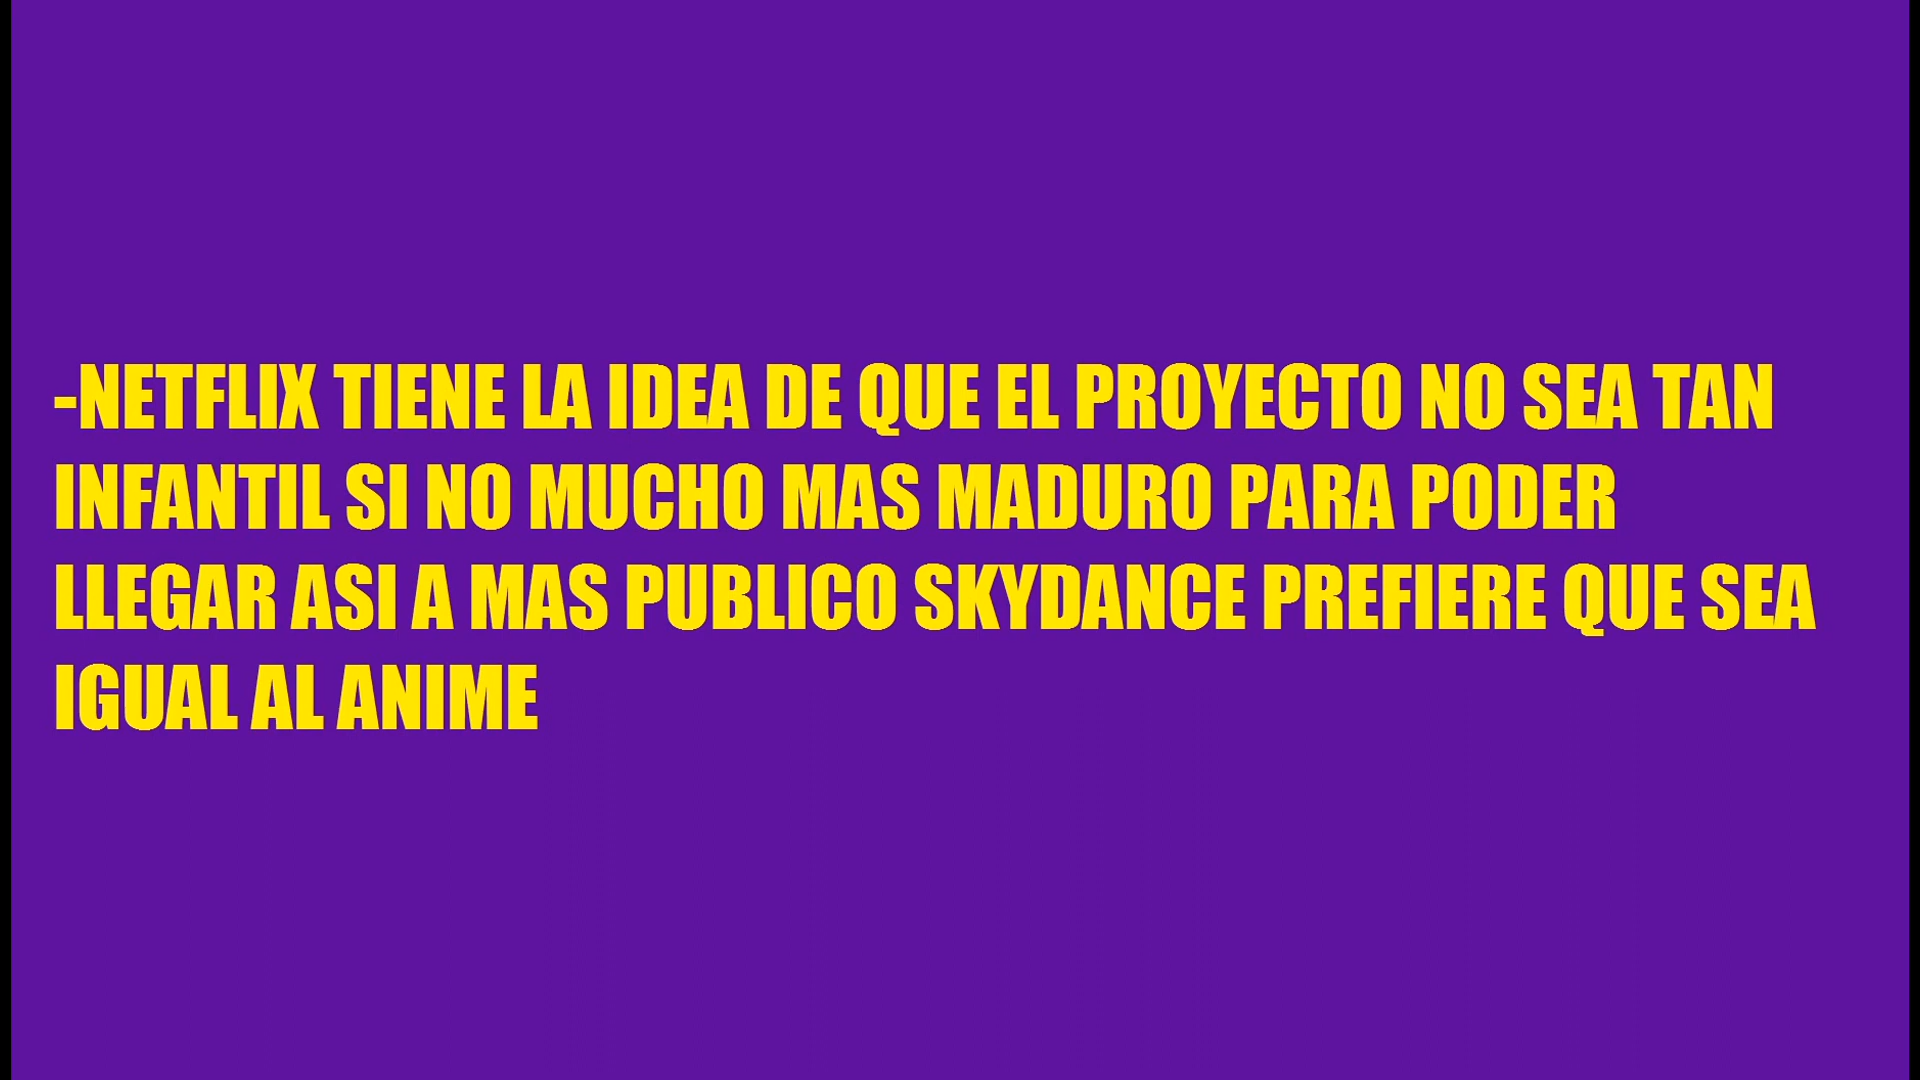 -NETFLIX TIENE LA IDEA DE QUE EL PROYECTO NO SEA TAN
INFANTIL SI NO MUCHO MAS MADURO PARA PODER
LLEGAR ASI A MAS PUBLICO SKYDANCE PREFIERE QUE SEA
IGUAL AL ANIME